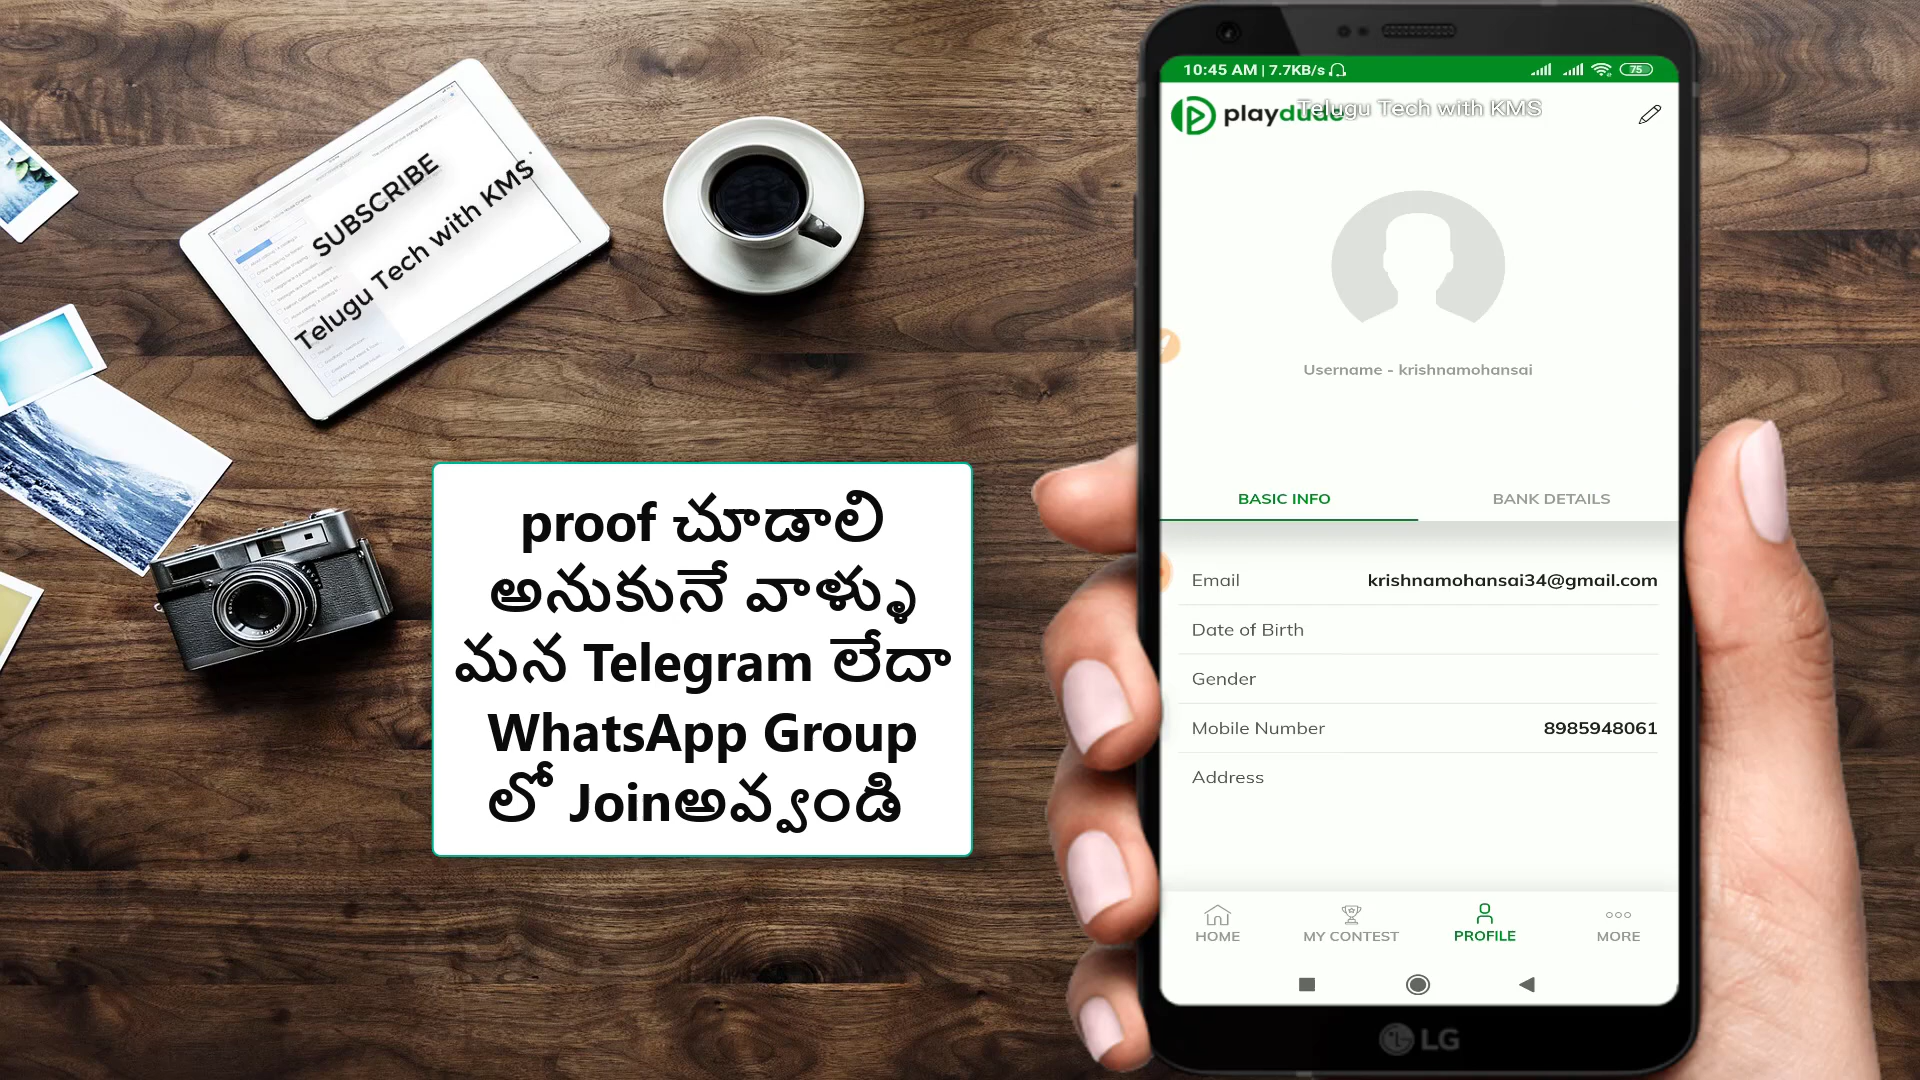 SUBSCRIBE
Telugu Tech with KMS
proof చూడాలి
అనుకునే వాళ్ళు
మన Telegram లేదా
WhatsApp Group
లో Joinఅవ్వండి
10:45 AM | 7.7KB/s
75
playdude
Telugu Tech with KMS
Username - krishnamohansai
BASIC INFO
BANK DETAILS
Email krishnamohansai34@gmail.com
Date of Birth
Gender
Mobile Number 8985948061
Address
HOME
MY CONTEST
PROFILE
MORE
LG